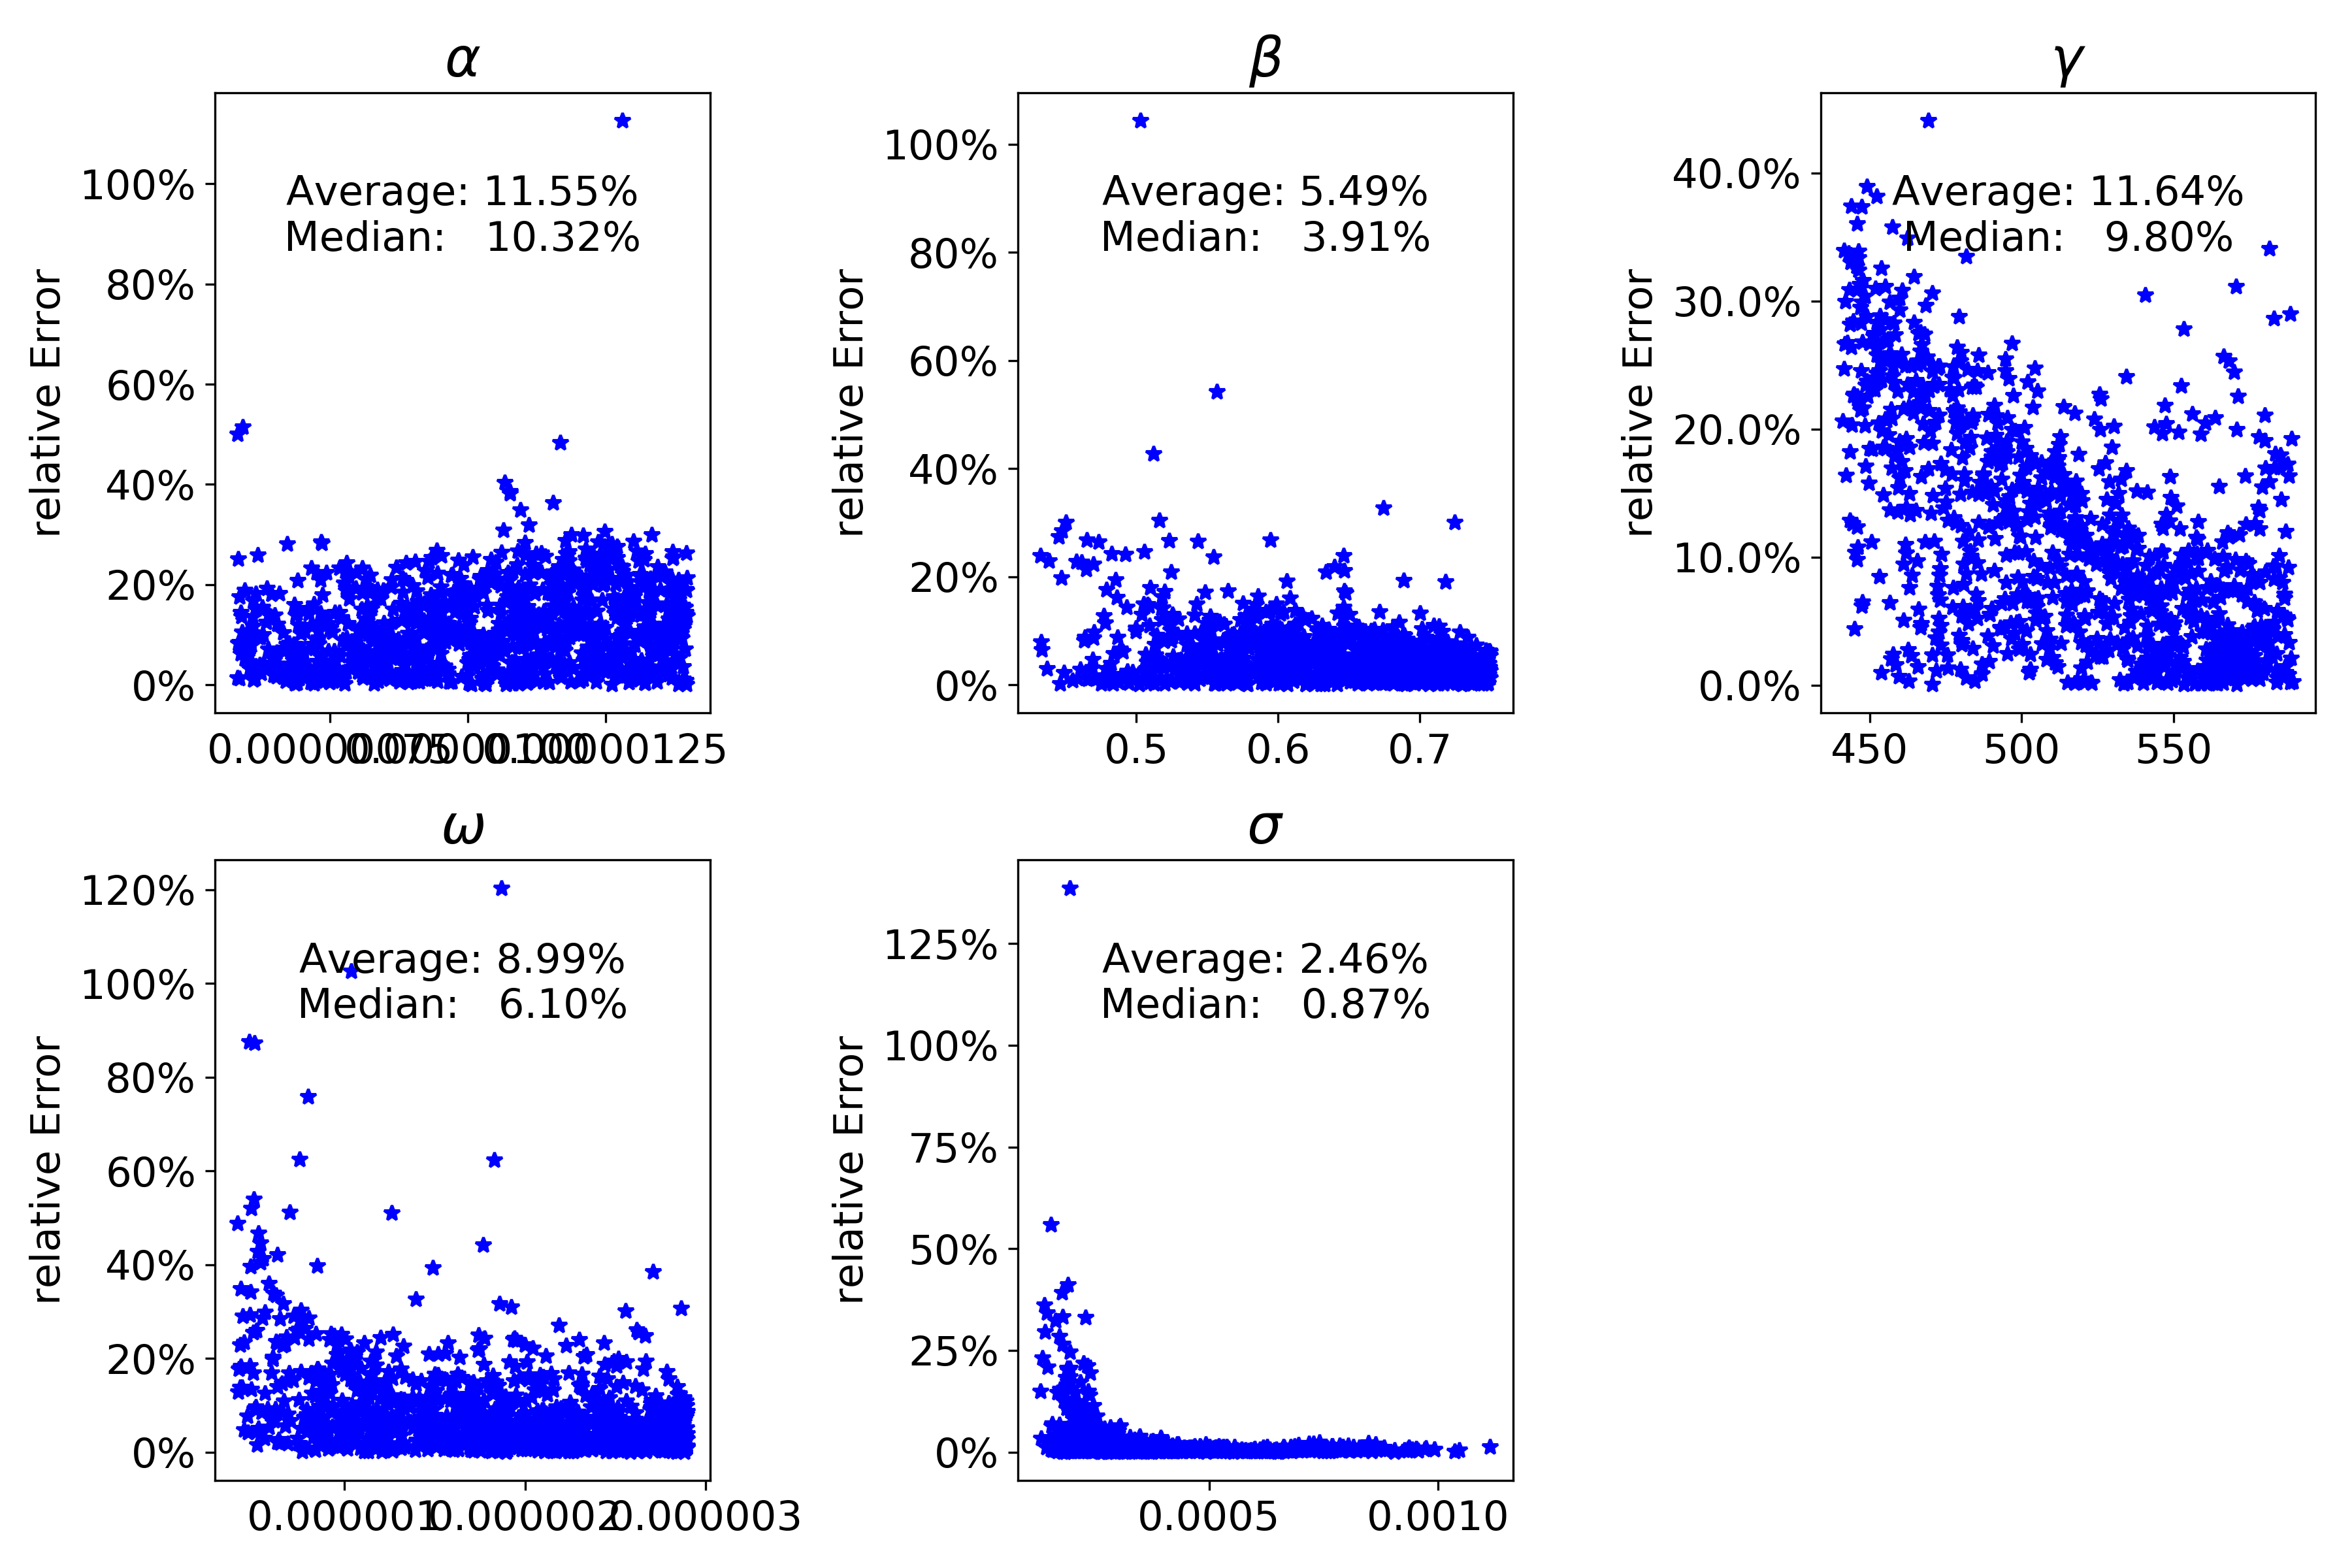 α
100%
80%
60%
40%
20%
0%
relative Error
Average: 11.55%
Median: 10.32%
β
100%
80%
60%
40%
20%
0%
relative Error
Average: 5.49%
Median: 3.91%
0.5 0.6 0.7
γ
40.0%
30.0%
20.0%
10.0%
0.0%
relative Error
Average: 11.64%
Median: 9.80%
450 500 550
ω
120%
100%
80%
60%
40%
20%
0%
relative Error
Average: 8.99%
Median: 6.10%
0.000001 0.000002 0.000003
σ
125%
100%
75%
50%
25%
0%
relative Error
Average: 2.46%
Median: 0.87%
0.0005 0.0010